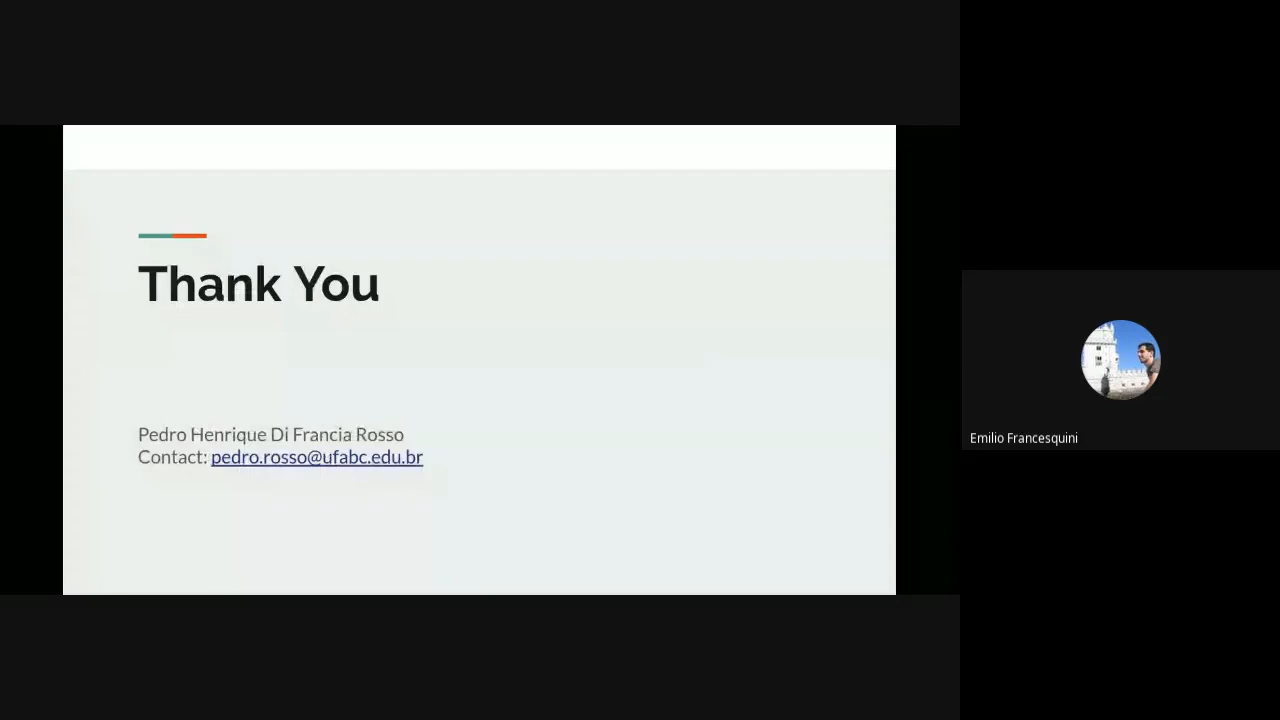 Thank You
Pedro Henrique Di Francia Rosso
Contact: pedro.rosso@ufabc.edu.br
Emilio Francesquini